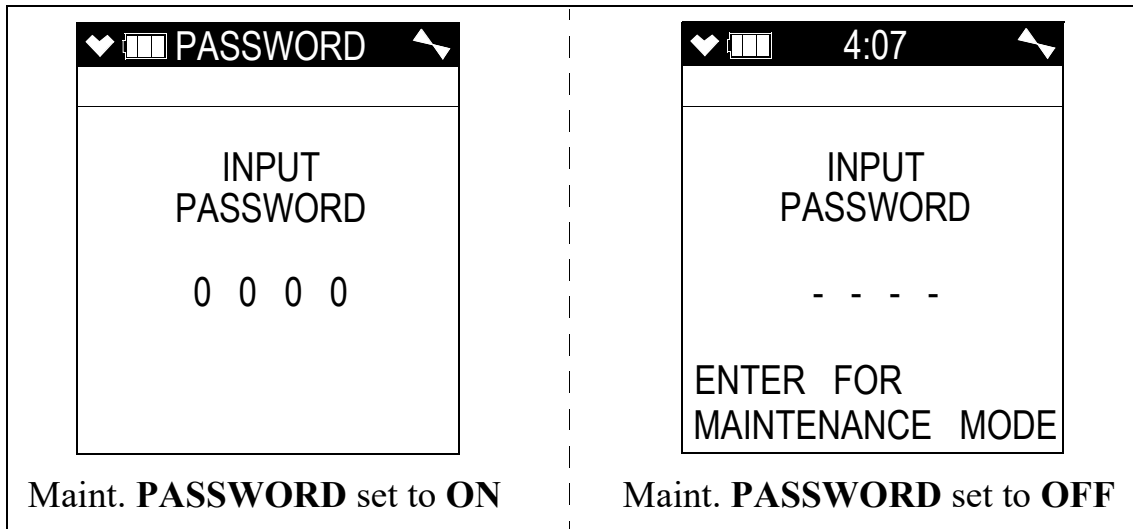 PASSWORD
INPUT
PASSWORD
0 0 0 0
Maint. PASSWORD set to ON
4:07
INPUT
PASSWORD
- - - -
ENTER FOR
MAINTENANCE MODE
Maint. PASSWORD set to OFF